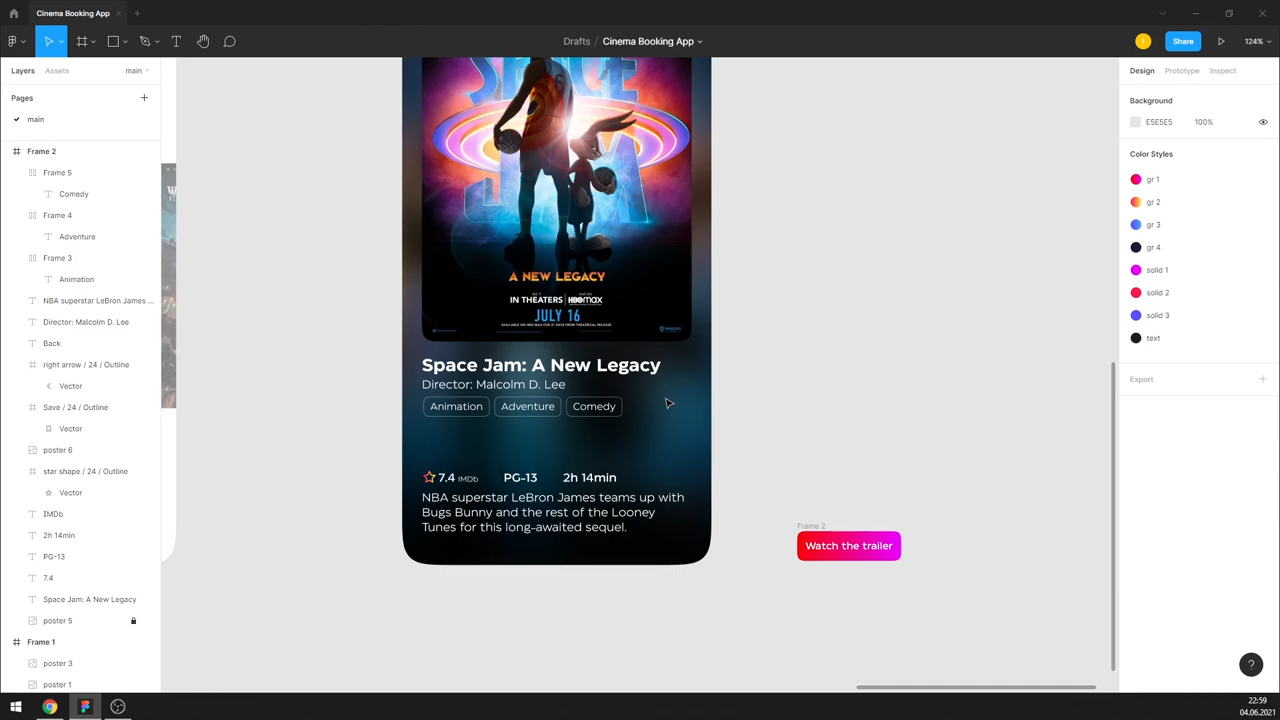 Cinema Booking App
Drafts / Cinema Booking App
I
Share
124%
Layers
Assets
main
Design
Prototype
Inspect
Pages
main
Background
E5E5E5
100%
Color Styles
gr 1
gr 2
gr 3
gr 4
solid 1
solid 2
solid 3
text
Export
Frame 2
Frame 5
Comedy
Frame 4
Adventure
Frame 3
Animation
NBA superstar LeBron James ...
Director: Malcolm D. Lee
Back
right arrow / 24 / Outline
Vector
Save / 24 / Outline
Vector
poster 6
star shape / 24 / Outline
Vector
IMDb
2h 14min
PG-13
7.4
Space Jam: A New Legacy
poster 5
Frame 1
poster 3
poster 1
SPACE
JAM
A NEW LEGACY
IN THEATERS HBOmax
JULY 16
Space Jam: A New Legacy
Director: Malcolm D. Lee
Animation
Adventure
Comedy
7.4 IMDb
PG-13
2h 14min
NBA superstar LeBron James teams up with
Bugs Bunny and the rest of the Looney
Tunes for this long-awaited sequel.
Frame 2
Watch the trailer
?
22:59
04.06.2021